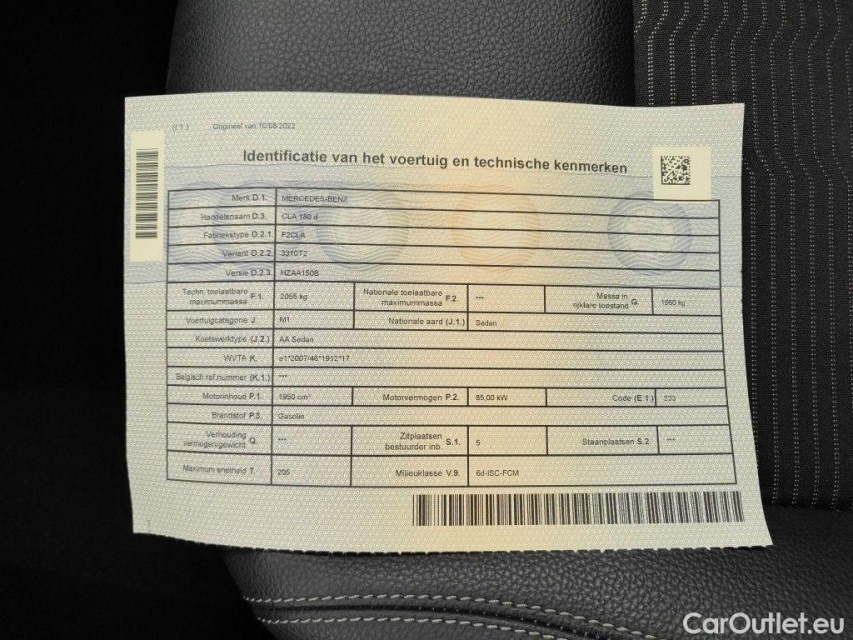 (I.1) Origineel van 10/08/2022
Identificatie van het voertuig en technische kenmerken
Merk D.1. MERCEDES-BENZ
Handelsnaam D.3. CLA 180 d
Fabriekstype D.2.1. F2CLA
Variant D.2.2. 3310T2
Versie D.2.3. HZAA150B
Techn. toelaatbare maximummassa F.1. 2055 kg Nationale toelaatbare maximummassa F.2. --- Massa in rijklare toestand G. 1560 kg
Voertuigcategorie J. M1 Nationale aard (J.1.) Sedan
Koetswerktype (J.2.) AA Sedan
WVTA K. e1*2007/46*1912*17
Belgisch ref.nummer (K.1.) ---
Motorinhoud P.1. 1950 cm³ Motorvermogen P.2. 85,00 kW Code (E.1.) 233
Brandstof P.3. Gasolie
Verhouding vermogen/gewicht Q. --- Zitplaatsen bestuurder inb. S.1. 5 Staanplaatsen S.2 ---
Maximum snelheid T. 205 Milieuklasse V.9. 6d-ISC-FCM
CarOutlet.eu